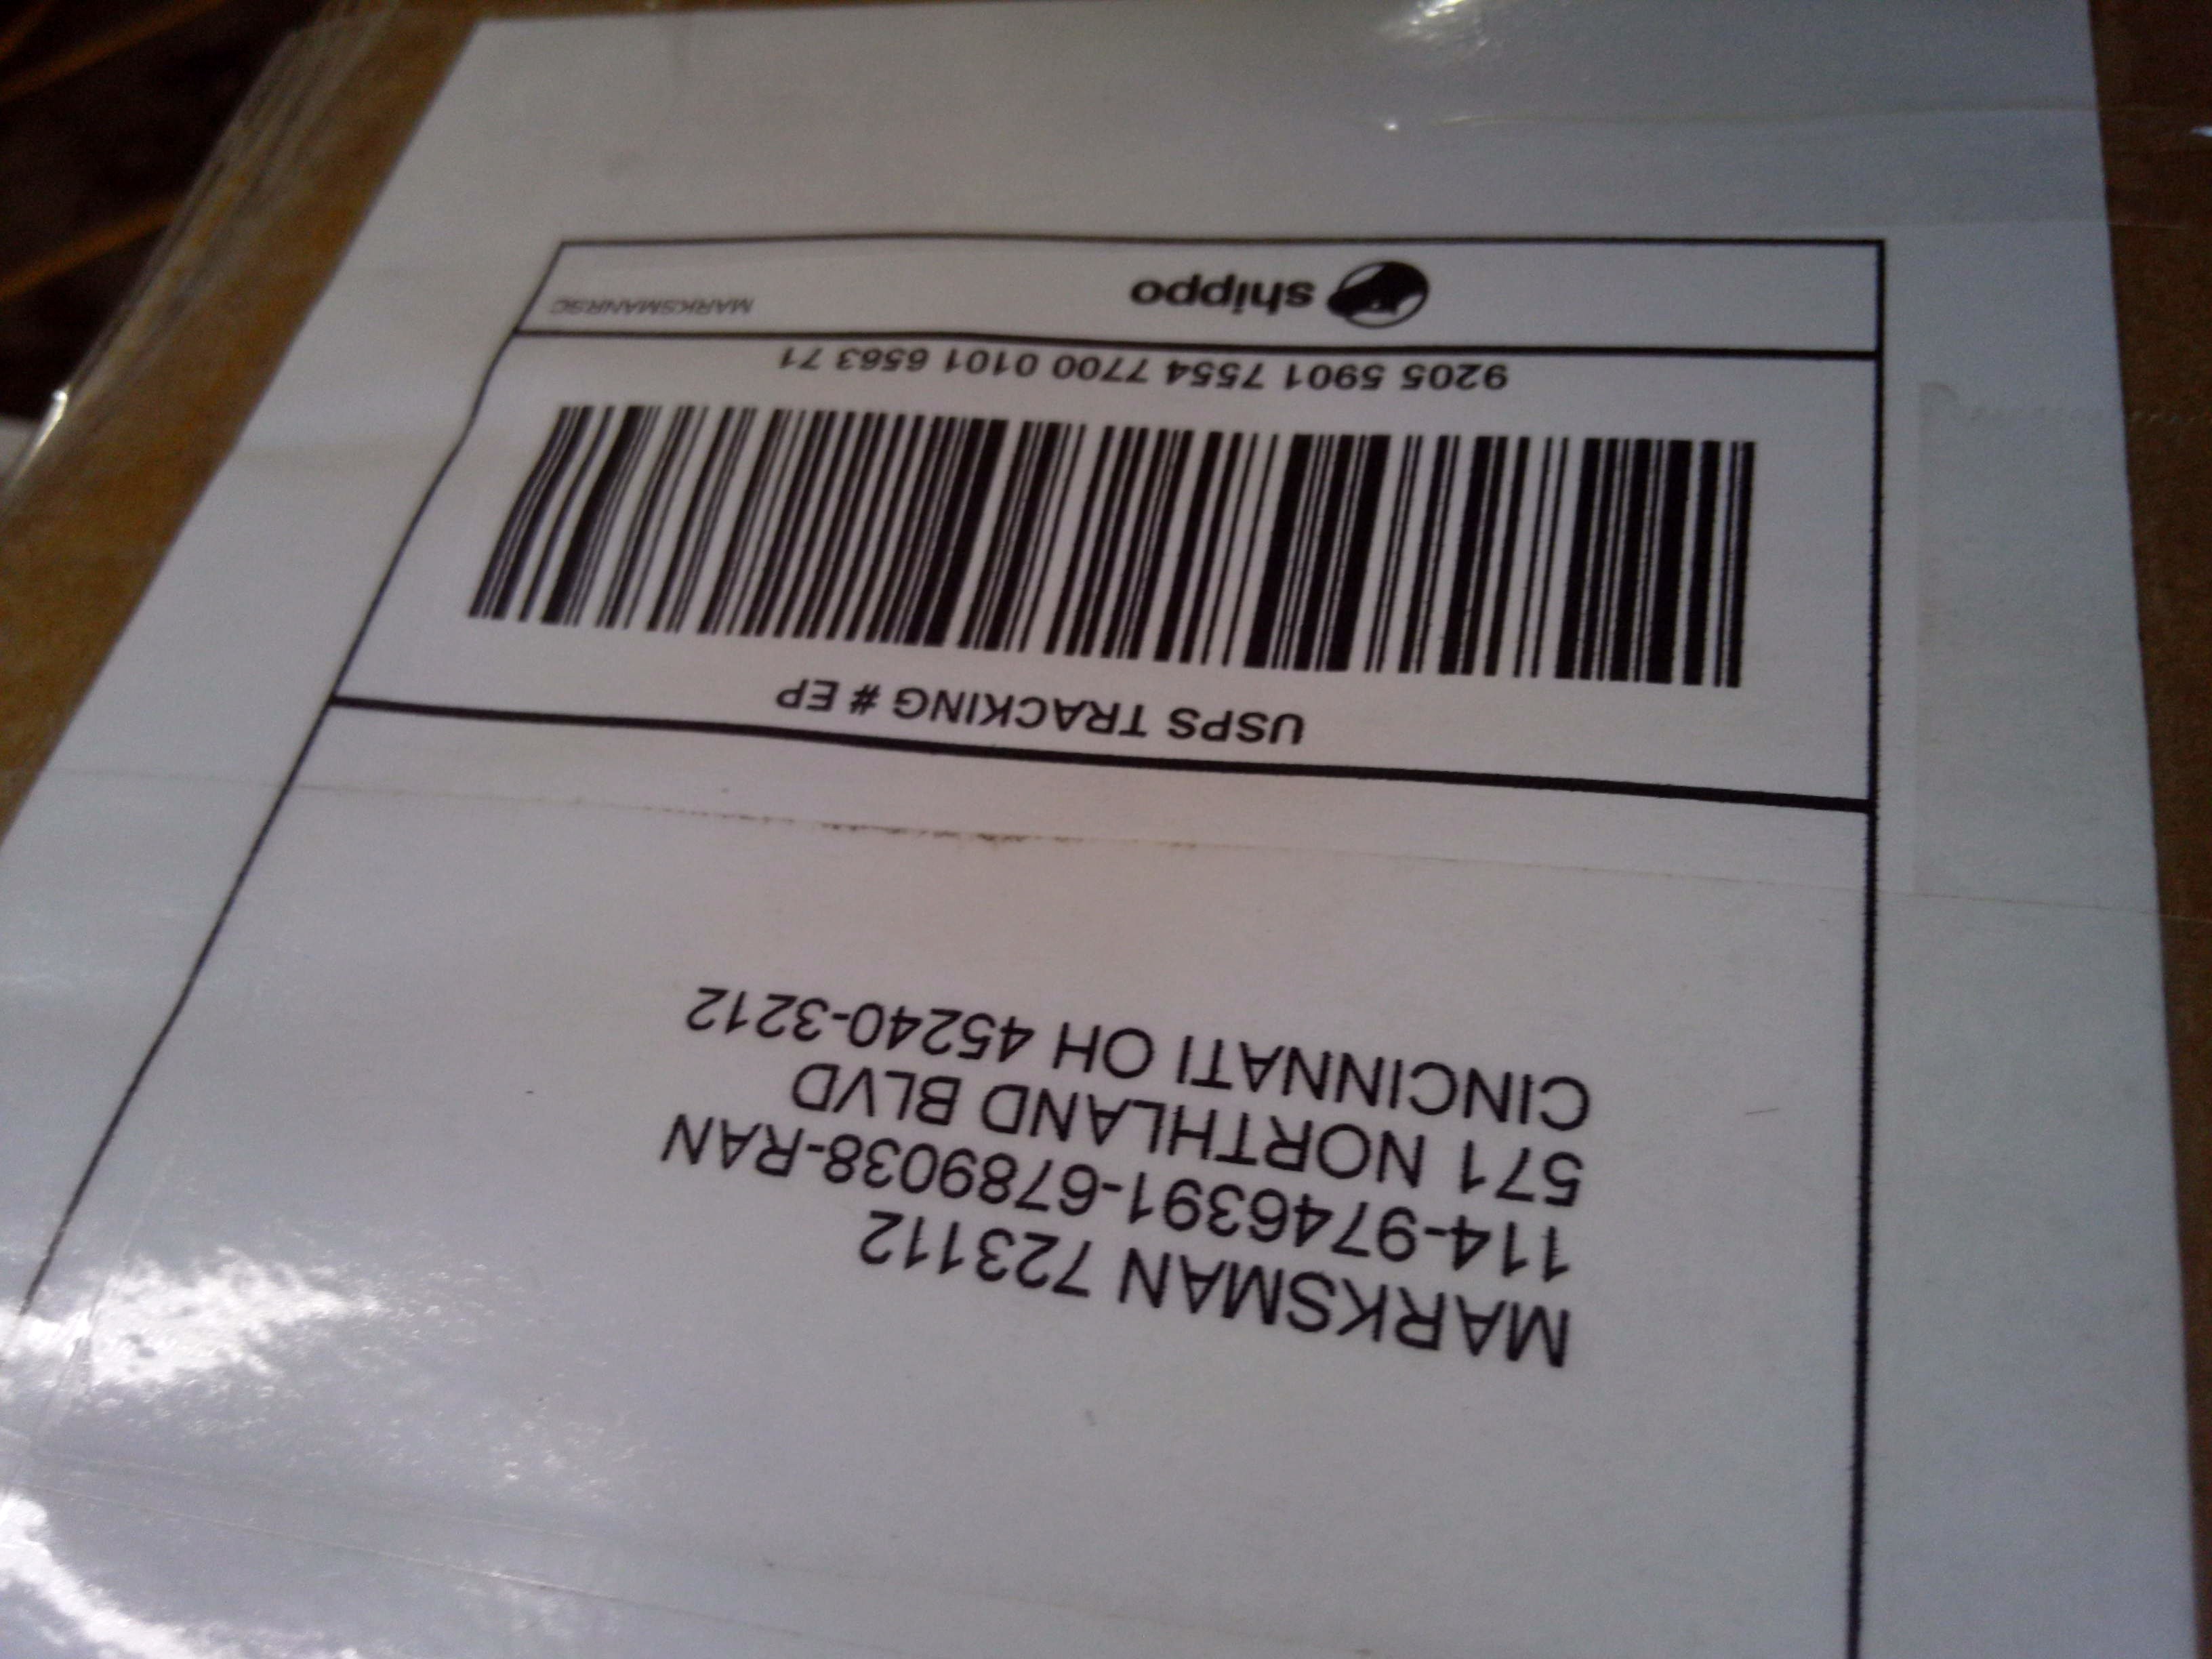 MARKSMAN 723112
114-9746391-6789038-RAN
571 NORTHLAND BLVD
CINCINNATI OH 45240-3212
USPS TRACKING # EP
9205 5901 7554 7700 0101 6563 71
shippo
MARKSMANRSC